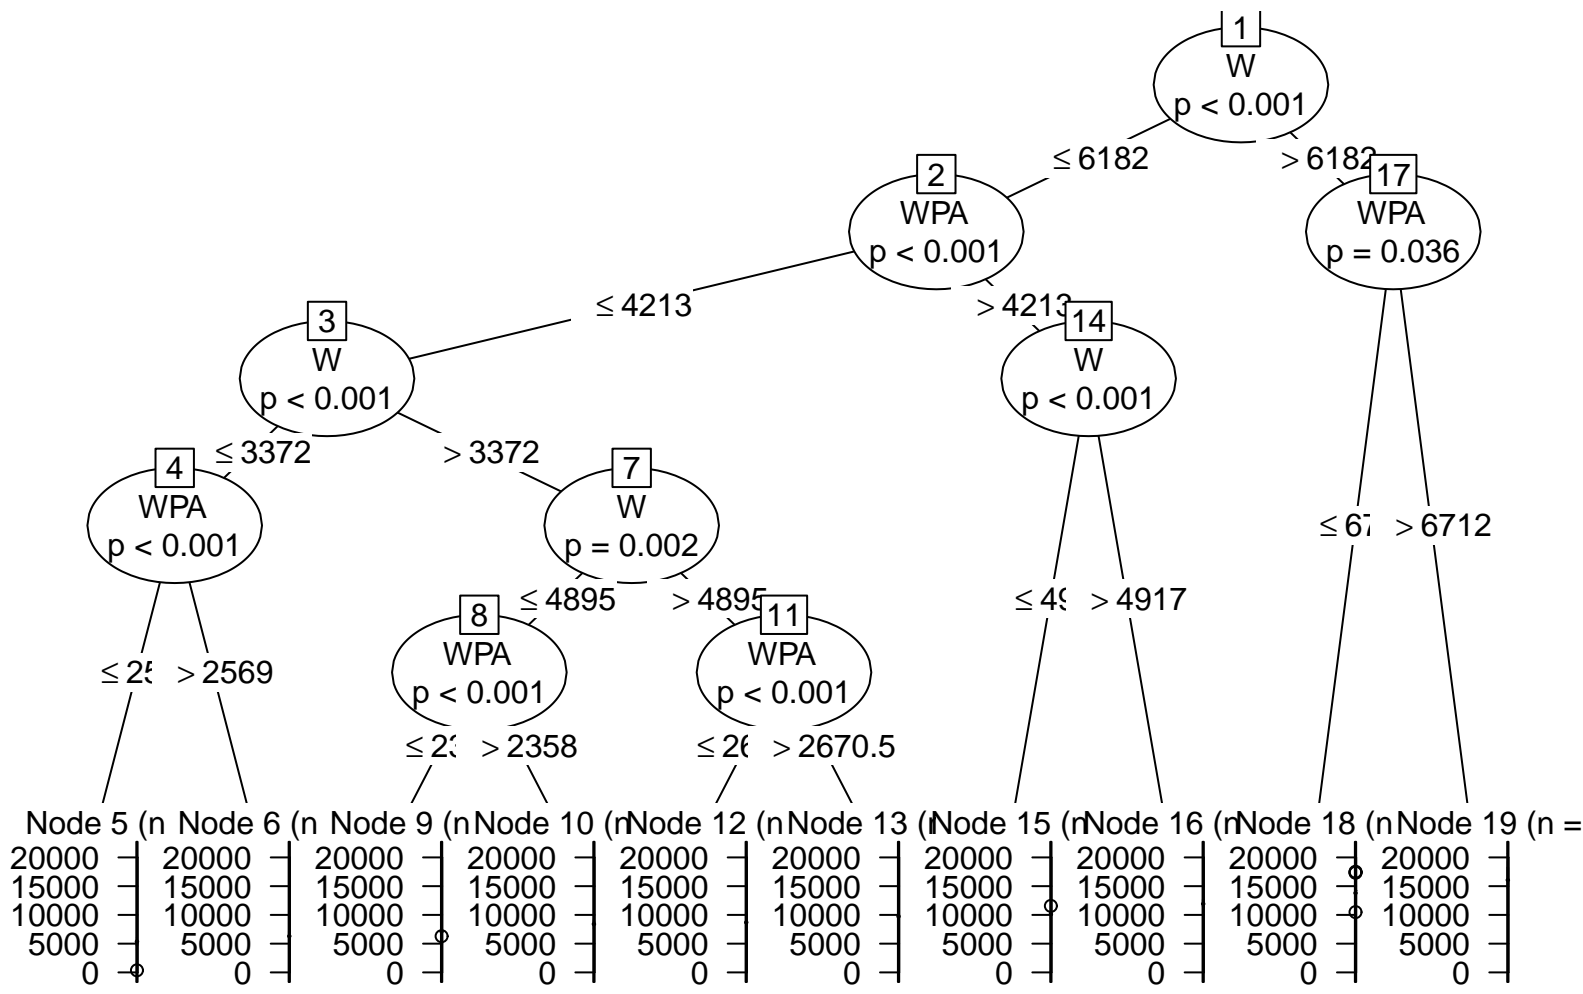 1
W
p < 0.001
≤ 6182
> 6182
2
WPA
p < 0.001
17
WPA
p = 0.036
≤ 4213
> 4213
3
W
p < 0.001
14
W
p < 0.001
≤ 3372
> 3372
4
WPA
p < 0.001
7
W
p = 0.002
≤ 67
> 6712
≤ 4895
> 4895
≤ 49
> 4917
8
WPA
p < 0.001
11
WPA
p < 0.001
≤ 25
> 2569
≤ 23
> 2358
≤ 26
> 2670.5
Node 5 (n Node 6 (n Node 9 (n Node 10 (n Node 12 (n Node 13 ( Node 15 (n Node 16 (n Node 18 (n Node 19 (n =
20000 20000 20000 20000 20000 20000 20000 20000 20000 20000
15000 15000 15000 15000 15000 15000 15000 15000 15000 15000
10000 10000 10000 10000 10000 10000 10000 10000 10000 10000
5000 5000 5000 5000 5000 5000 5000 5000 5000 5000
0 0 0 0 0 0 0 0 0 0